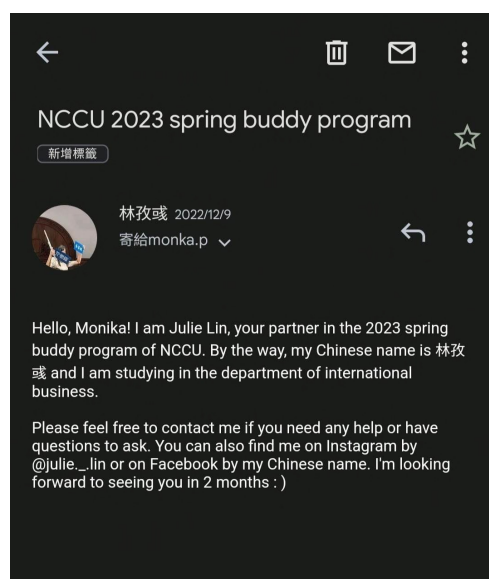 NCCU 2023 spring buddy program
新增標籤
林孜彧 2022/12/9
寄給monka.p
Hello, Monika! I am Julie Lin, your partner in the 2023 spring
buddy program of NCCU. By the way, my Chinese name is 林孜
彧 and I am studying in the department of international
business.
Please feel free to contact me if you need any help or have
questions to ask. You can also find me on Instagram by
@julie._.lin or on Facebook by my Chinese name. I'm looking
forward to seeing you in 2 months : )